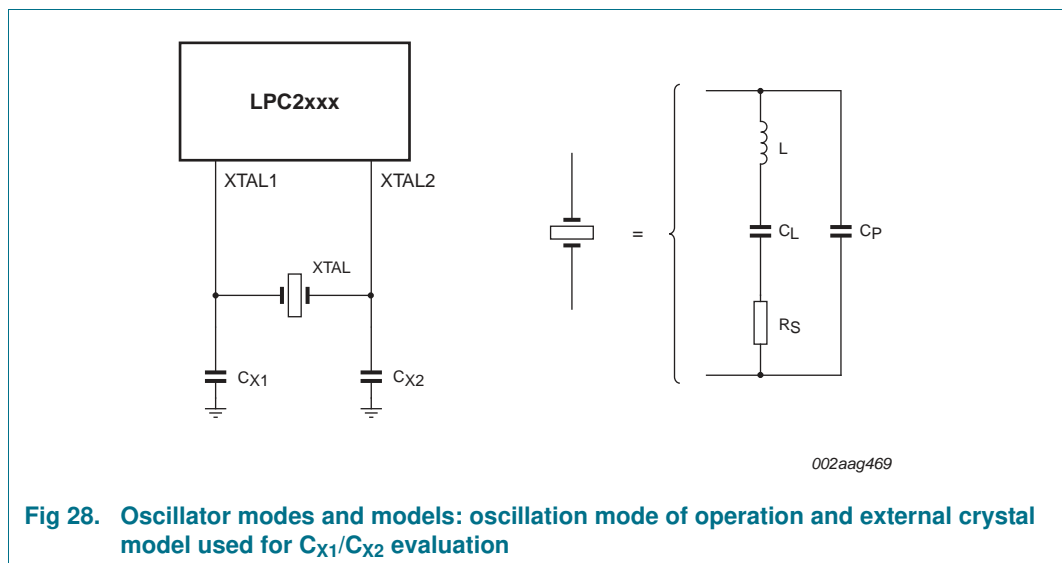 LPC2xxx
XTAL1
XTAL2
XTAL
CX1
CX2
=
L
CL
CP
RS
002aag469
Fig 28. Oscillator modes and models: oscillation mode of operation and external crystal
model used for CX1/CX2 evaluation